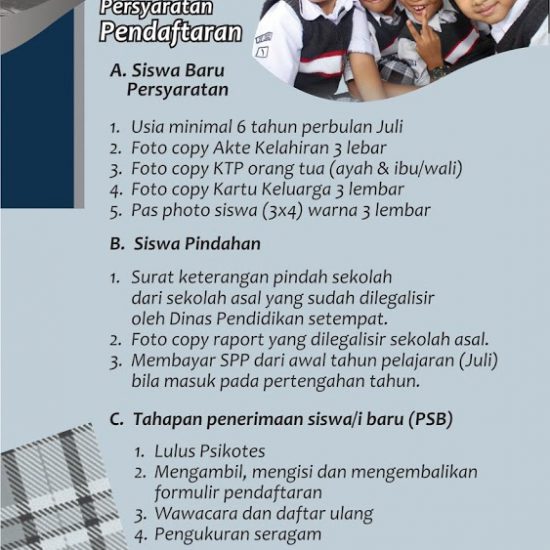 Persyaratan
Pendaftaran
A. Siswa Baru
Persyaratan
1. Usia minimal 6 tahun perbulan Juli
2. Foto copy Akte Kelahiran 3 lebar
3. Foto copy KTP orang tua (ayah & ibu/wali)
4. Foto copy Kartu Keluarga 3 lembar
5. Pas photo siswa (3x4) warna 3 lembar
B. Siswa Pindahan
1. Surat keterangan pindah sekolah
dari sekolah asal yang sudah dilegalisir
oleh Dinas Pendidikan setempat.
2. Foto copy raport yang dilegalisir sekolah asal.
3. Membayar SPP dari awal tahun pelajaran (Juli)
bila masuk pada pertengahan tahun.
C. Tahapan penerimaan siswa/i baru (PSB)
1. Lulus Psikotes
2. Mengambil, mengisi dan mengembalikan
formulir pendaftaran
3. Wawacara dan daftar ulang
4. Pengukuran seragam